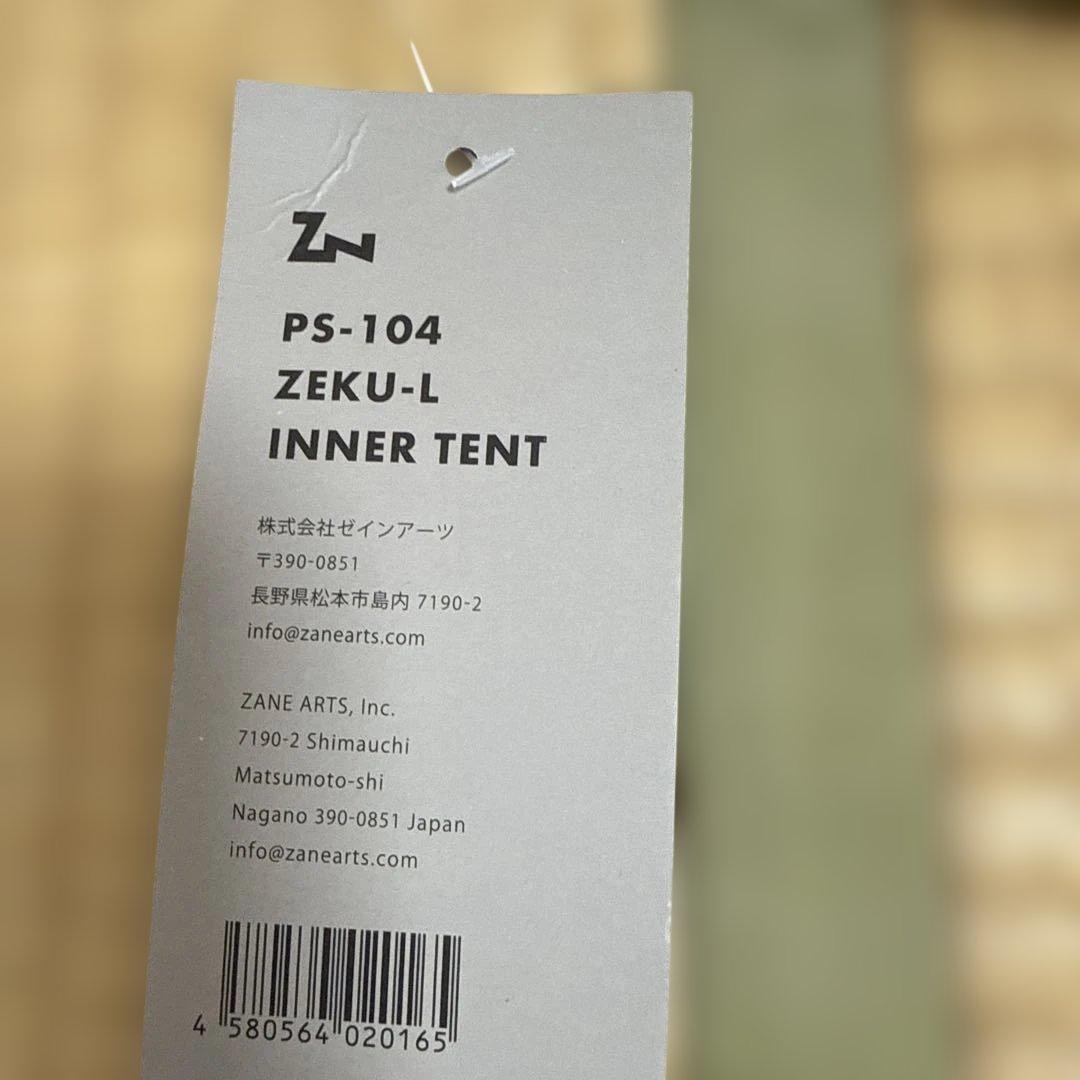 ZN
PS-104
ZEKU-L
INNER TENT
株式会社ゼインアーツ
〒390-0851
長野県松本市島内 7190-2
info@zanearts.com
ZANE ARTS, Inc.
7190-2 Shimauchi
Matsumoto-shi
Nagano 390-0851 Japan
info@zanearts.com
4 580564 020165